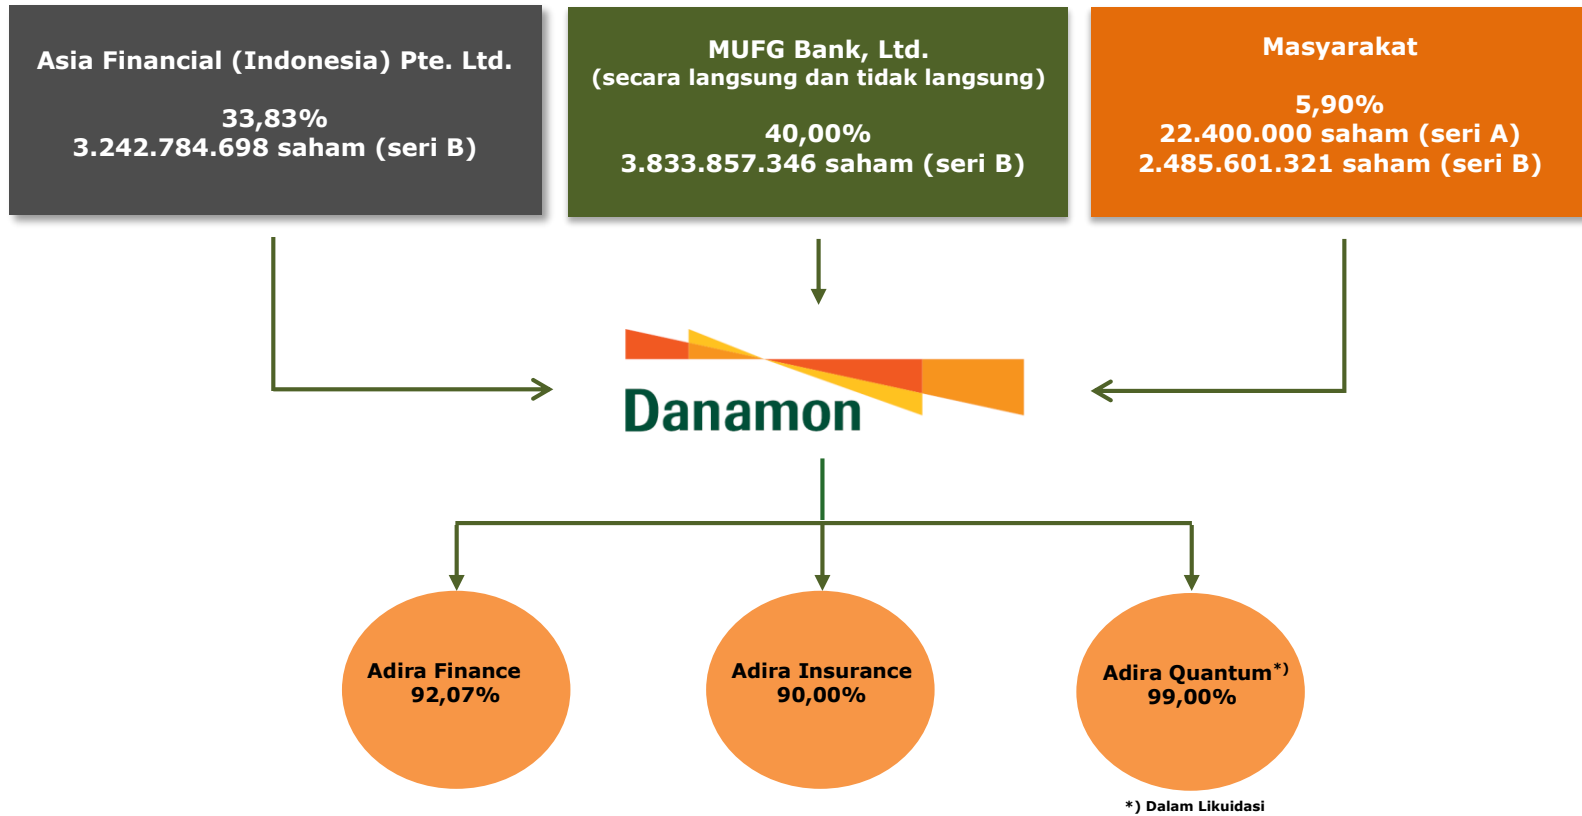 Asia Financial (Indonesia) Pte. Ltd.
33,83%
3.242.784.698 saham (seri B)
MUFG Bank, Ltd.
(secara langsung dan tidak langsung)
40,00%
3.833.857.346 saham (seri B)
Masyarakat
5,90%
22.400.000 saham (seri A)
2.485.601.321 saham (seri B)
Danamon
Adira Finance
92,07%
Adira Insurance
90,00%
Adira Quantum*)
99,00%
*) Dalam Likuidasi